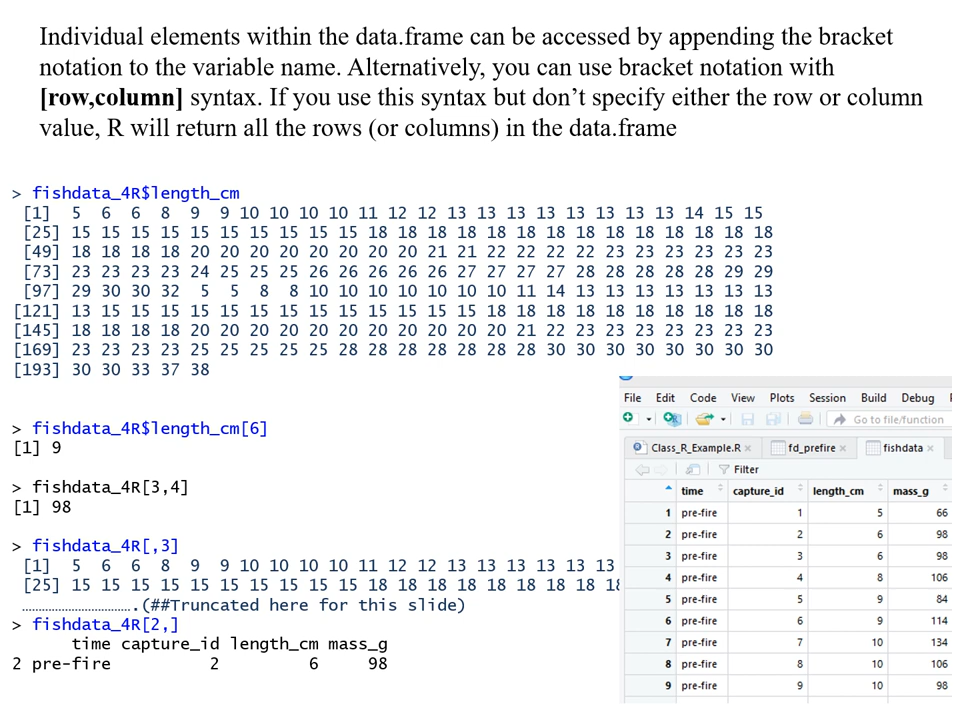 Individual elements within the data.frame can be accessed by appending the bracket
notation to the variable name. Alternatively, you can use bracket notation with
[row,column] syntax. If you use this syntax but don’t specify either the row or column
value, R will return all the rows (or columns) in the data.frame
> fishdata_4R$length_cm
[1] 5 6 6 8 9 9 10 10 10 10 11 12 12 13 13 13 13 13 13 13 13 14 15 15
[25] 15 15 15 15 15 15 15 15 15 15 18 18 18 18 18 18 18 18 18 18 18 18 18 18
[49] 18 18 18 18 20 20 20 20 20 20 20 20 21 21 22 22 22 22 23 23 23 23 23 23
[73] 23 23 23 23 24 25 25 25 26 26 26 26 26 27 27 27 27 28 28 28 28 28 29 29
[97] 29 30 30 32 5 5 8 8 10 10 10 10 10 10 10 11 14 13 13 13 13 13 13 13
[121] 13 15 15 15 15 15 15 15 15 15 15 15 15 15 18 18 18 18 18 18 18 18 18 18
[145] 18 18 18 18 20 20 20 20 20 20 20 20 20 20 20 21 22 23 23 23 23 23 23 23
[169] 23 23 23 23 25 25 25 25 25 28 28 28 28 28 28 28 30 30 30 30 30 30 30 30
[193] 30 30 33 37 38
> fishdata_4R$length_cm[6]
[1] 9
> fishdata_4R[3,4]
[1] 98
> fishdata_4R[,3]
[1] 5 6 6 8 9 9 10 10 10 10 11 12 12 13 13 13 13 13 13
[25] 15 15 15 15 15 15 15 15 15 15 18 18 18 18 18 18 18 18
…………………………….(##Truncated here for this slide)
> fishdata_4R[2,]
time capture_id length_cm mass_g
2 pre-fire 2 6 98
File Edit Code View Plots Session Build Debug
Go to file/function
Class_R_Example.R fd_prefire fishdata
Filter
time capture_id length_cm mass_g
1 pre-fire 1 5 66
2 pre-fire 2 6 98
3 pre-fire 3 6 98
4 pre-fire 4 8 106
5 pre-fire 5 9 84
6 pre-fire 6 9 114
7 pre-fire 7 10 134
8 pre-fire 8 10 106
9 pre-fire 9 10 98